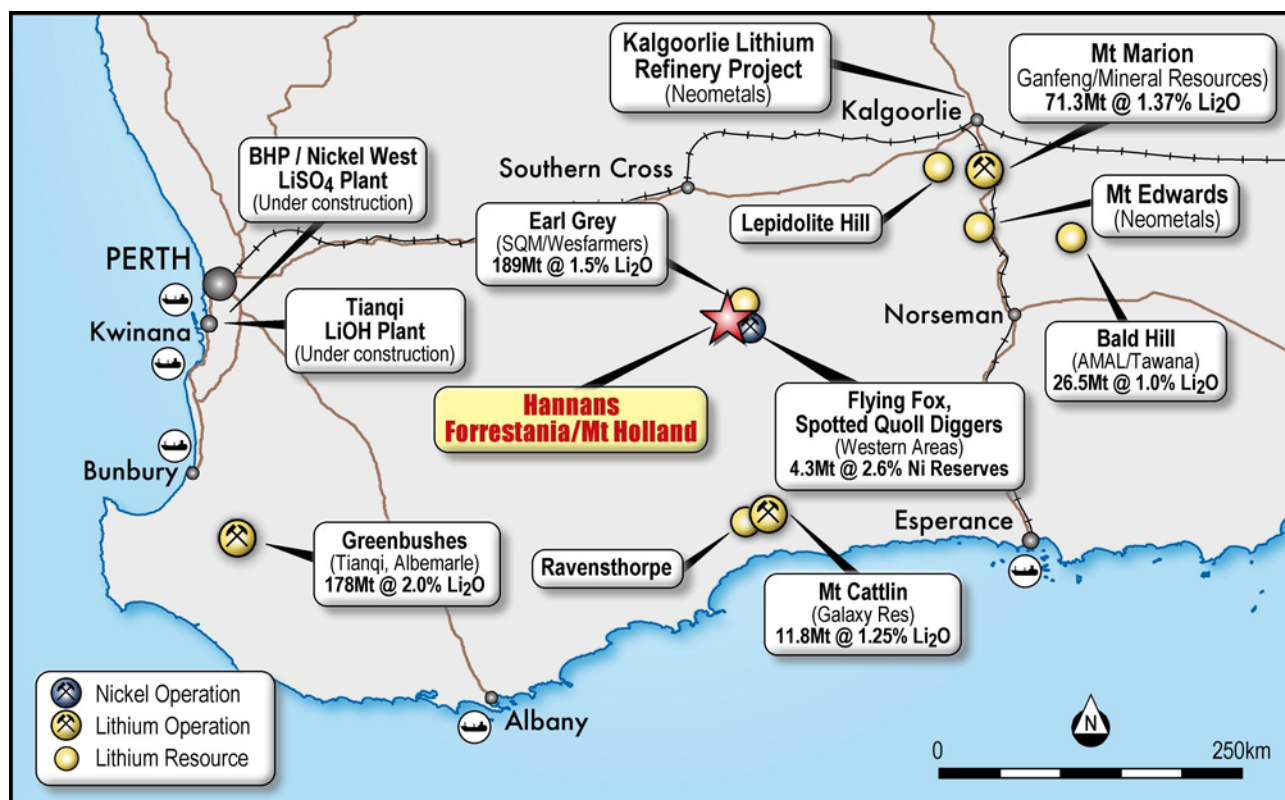 Kalgoorlie Lithium
Refinery Project
(Neometals)
Mt Marion
Ganfeng/Mineral Resources)
71.3Mt @ 1.37% Li₂O
Kalgoorlie
BHP / Nickel West
LiSO₄ Plant
(Under construction)
Southern Cross
Lepidolite Hill
Mt Edwards
(Neometals)
Earl Grey
(SQM/Wesfarmers)
189Mt @ 1.5% Li₂O
PERTH
Kwinana
Tianqi
LiOH Plant
(Under construction)
Norseman
Bald Hill
(AMAL/Tawana)
26.5Mt @ 1.0% Li₂O
Hannans
Forrestania/Mt Holland
Flying Fox,
Spotted Quoll Diggers
(Western Areas)
4.3Mt @ 2.6% Ni Reserves
Bunbury
Greenbushes
(Tianqi, Albemarle)
178Mt @ 2.0% Li₂O
Ravensthorpe
Esperance
Mt Cattlin
(Galaxy Res)
11.8Mt @ 1.25% Li₂O
Nickel Operation
Lithium Operation
Lithium Resource
Albany
N
0 250km